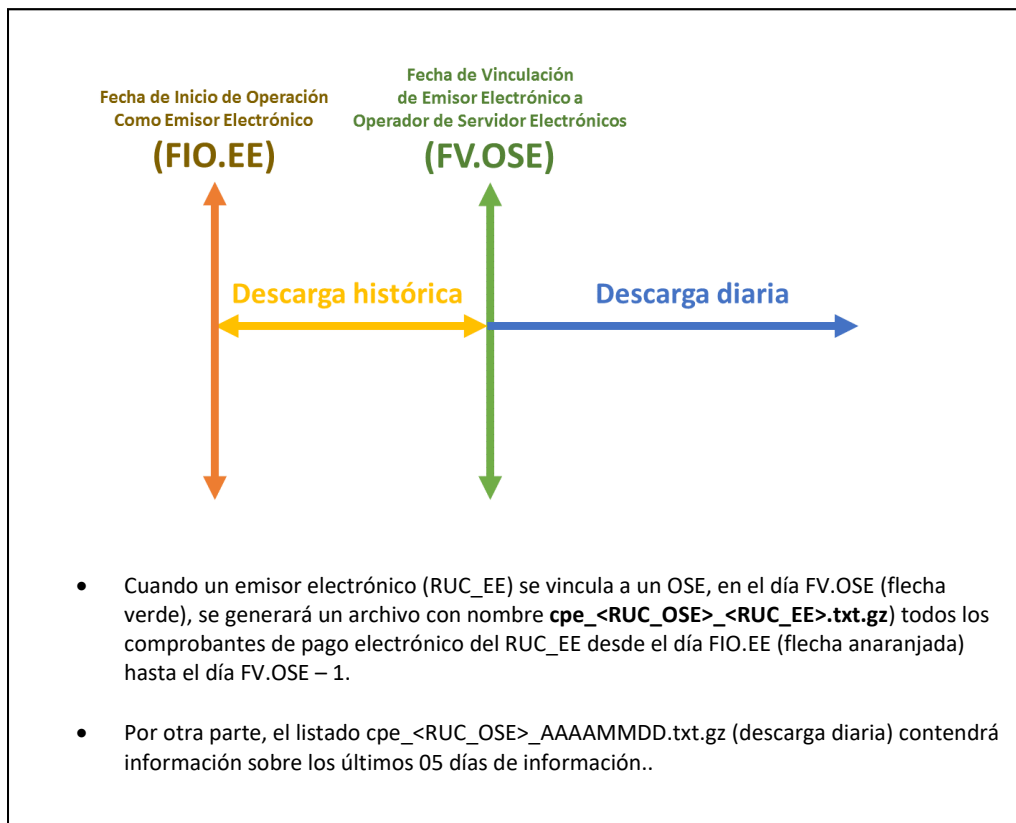 Fecha de Inicio de Operación
Como Emisor Electrónico
(FIO.EE)
Fecha de Vinculación
de Emisor Electrónico a
Operador de Servidor Electrónicos
(FV.OSE)
Descarga histórica
Descarga diaria
• Cuando un emisor electrónico (RUC_EE) se vincula a un OSE, en el día FV.OSE (flecha
verde), se generará un archivo con nombre cpe_<RUC_OSE>_<RUC_EE>.txt.gz) todos los
comprobantes de pago electrónico del RUC_EE desde el día FIO.EE (flecha anaranjada)
hasta el día FV.OSE – 1.
• Por otra parte, el listado cpe_<RUC_OSE>_AAAAMMDD.txt.gz (descarga diaria) contendrá
información sobre los últimos 05 días de información..